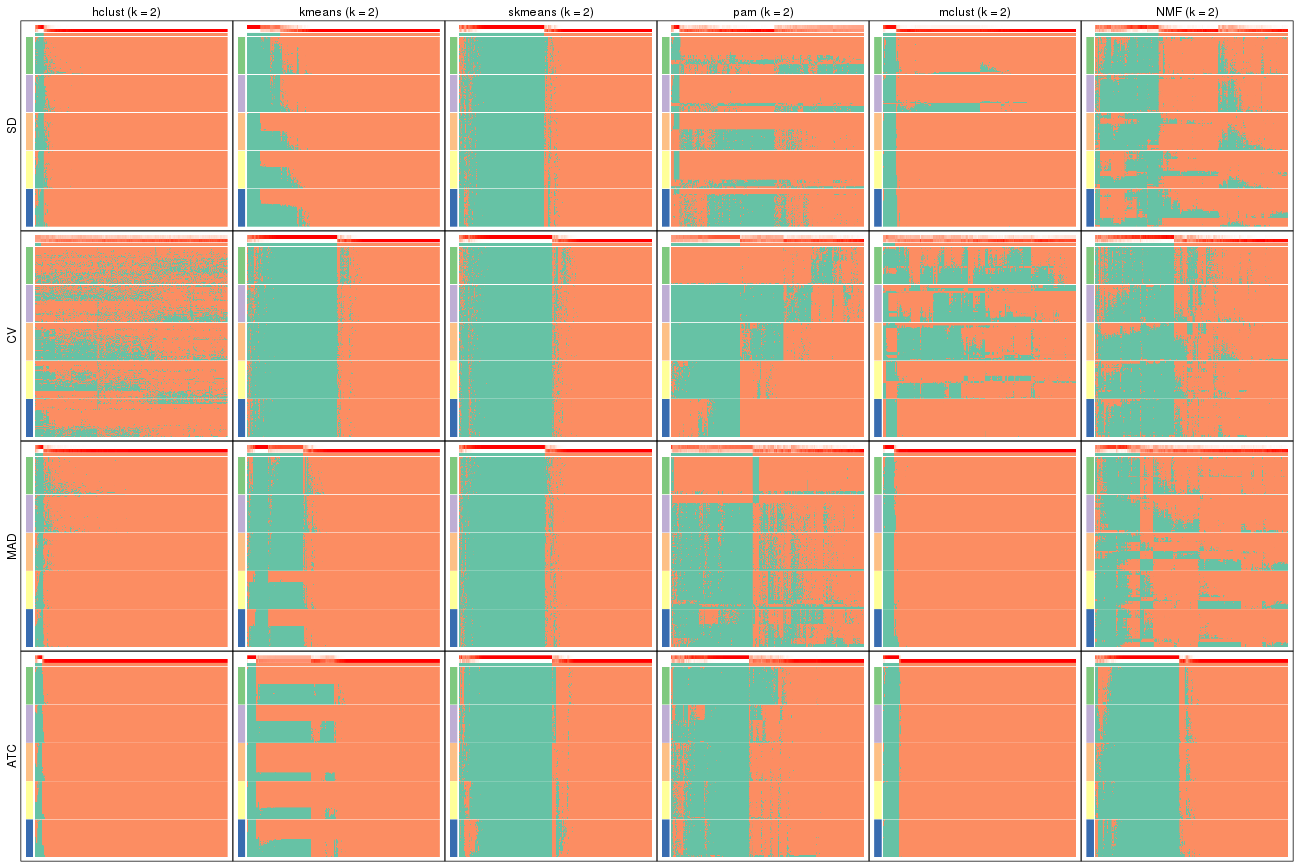 hclust (k = 2) kmeans (k = 2) skmeans (k = 2) pam (k = 2) mclust (k = 2) NMF (k = 2)
SD
CV
MAD
ATC